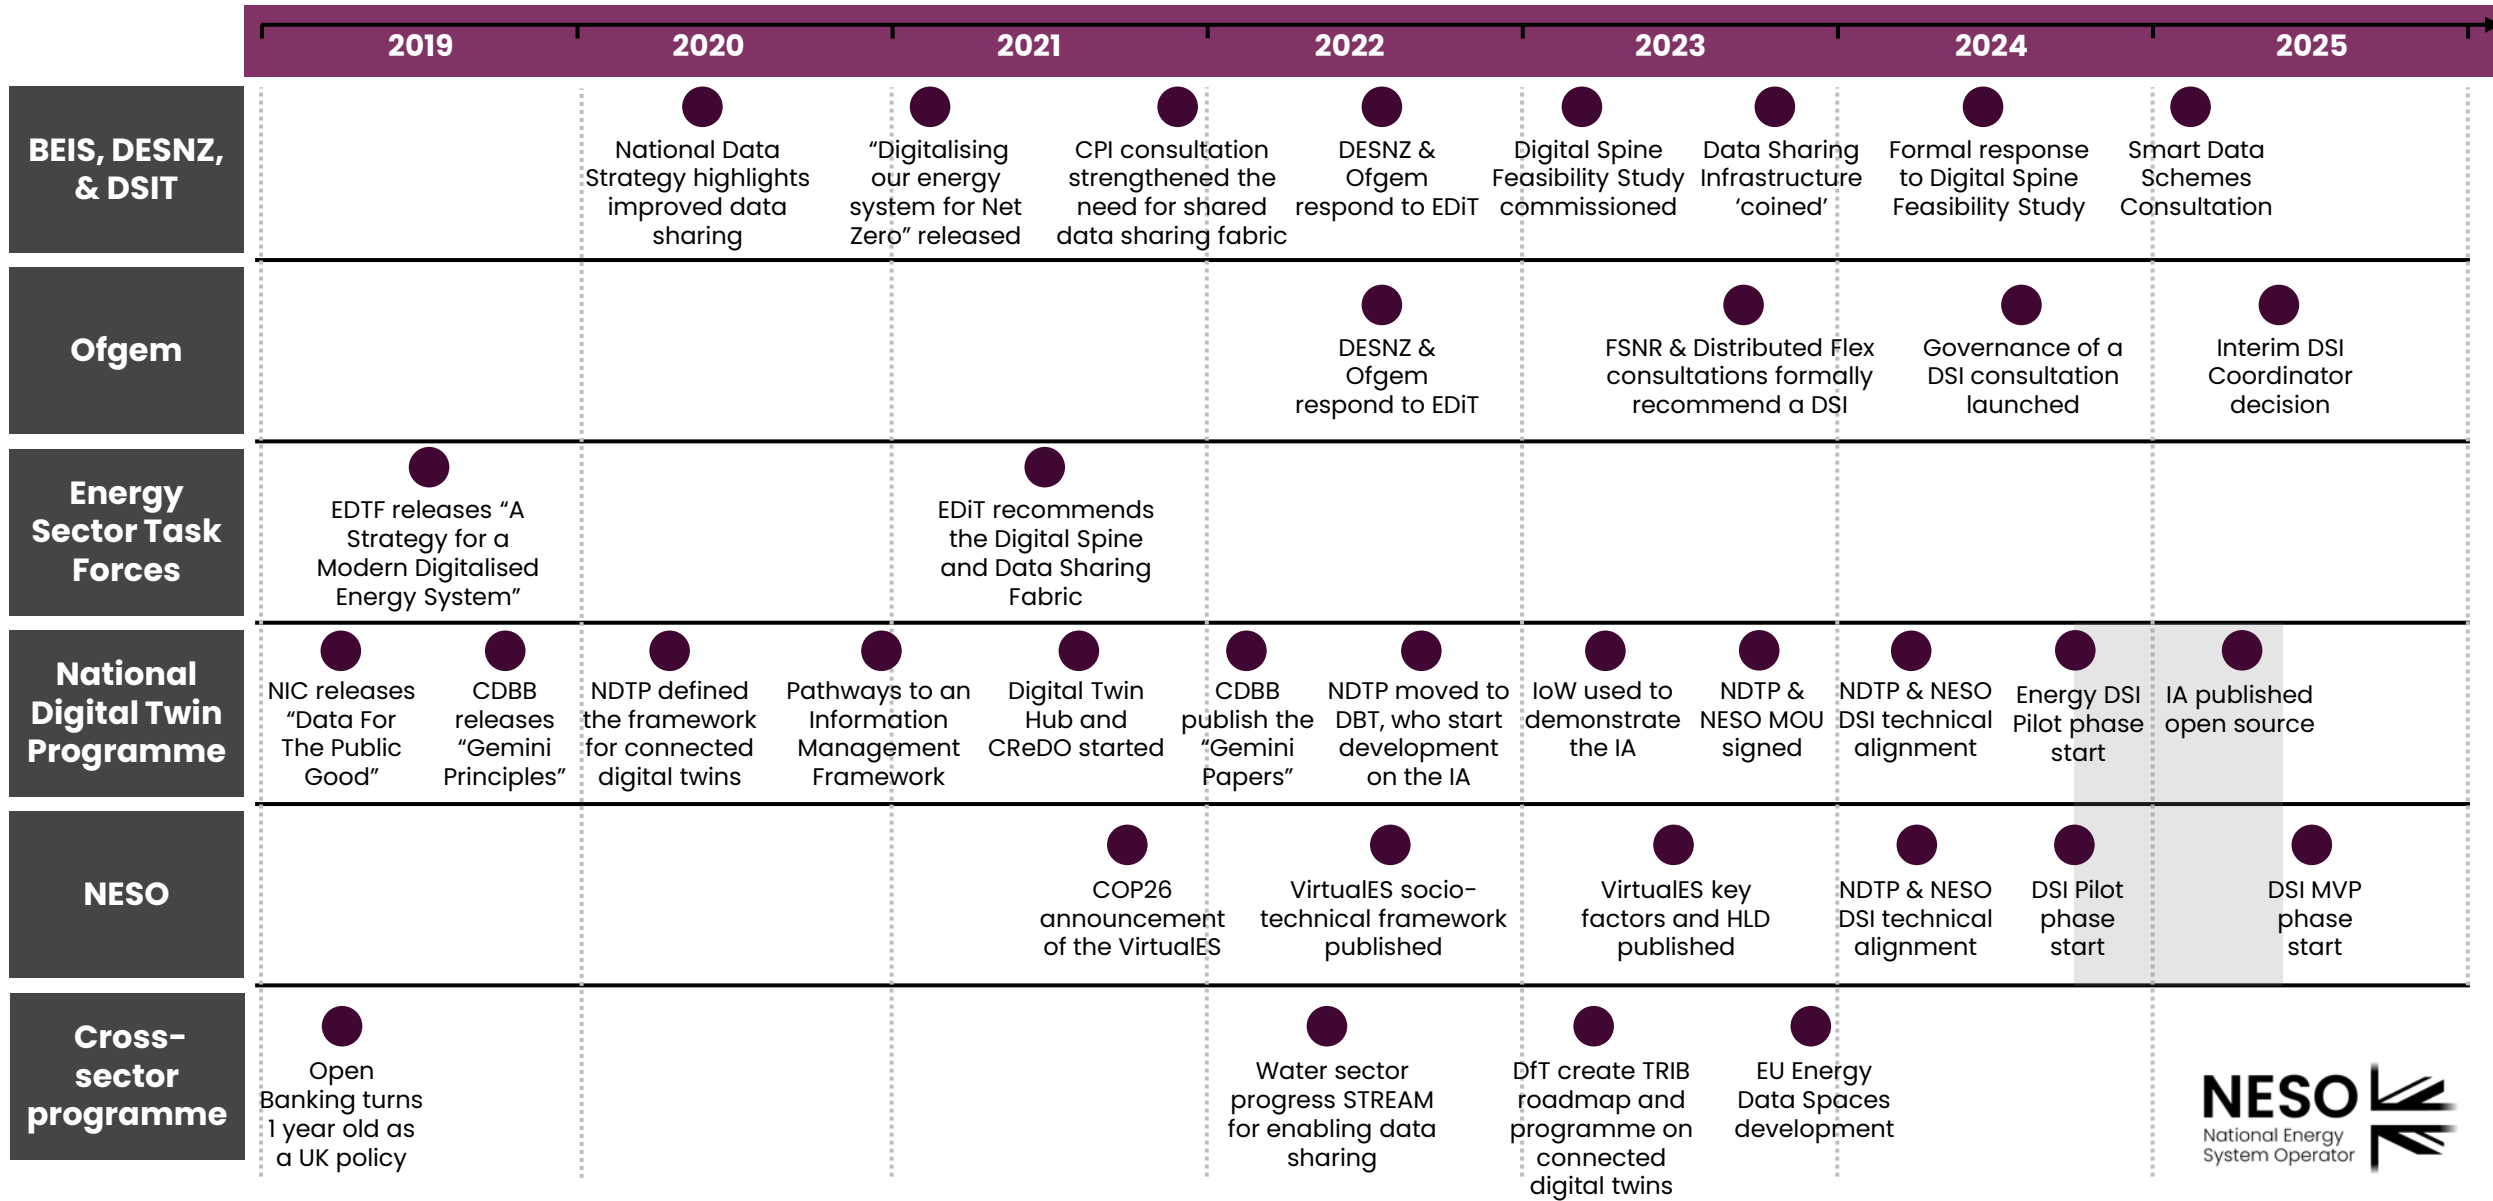 2019
2020
2021
2022
2023
2024
2025
BEIS, DESNZ,
& DSIT
National Data
Strategy highlights
improved data
sharing
“Digitalising
our energy
system for Net
Zero” released
CPI consultation
strengthened the
need for shared
data sharing fabric
DESNZ &
Ofgem
respond to EDiT
Digital Spine
Feasibility Study
commissioned
Data Sharing
Infrastructure
‘coined’
Formal response
to Digital Spine
Feasibility Study
Smart Data
Schemes
Consultation
Ofgem
DESNZ &
Ofgem
respond to EDiT
FSNR & Distributed Flex
consultations formally
recommend a DSI
Governance of a
DSI consultation
launched
Interim DSI
Coordinator
decision
Energy
Sector Task
Forces
EDTF releases “A
Strategy for a
Modern Digitalised
Energy System”
EDiT recommends
the Digital Spine
and Data Sharing
Fabric
National
Digital Twin
Programme
NIC releases
“Data For
The Public
Good”
CDBB
releases
“Gemini
Principles”
NDTP defined
the framework
for connected
digital twins
Pathways to an
Information
Management
Framework
Digital Twin
Hub and
CReDO started
CDBB
publish the
“Gemini
Papers”
NDTP moved to
DBT, who start
development
on the IA
IoW used to
demonstrate
the IA
NDTP &
NESO MOU
signed
NDTP & NESO
DSI technical
alignment
Energy DSI
Pilot phase
start
IA published
open source
NESO
COP26
announcement
of the VirtualES
VirtualES socio-
technical framework
published
VirtualES key
factors and HLD
published
NDTP & NESO
DSI technical
alignment
DSI Pilot
phase
start
DSI MVP
phase
start
Cross-
sector
programme
Open
Banking turns
1 year old as
a UK policy
Water sector
progress STREAM
for enabling data
sharing
DfT create TRIB
roadmap and
programme on
connected
digital twins
EU Energy
Data Spaces
development
NESO
National Energy
System Operator